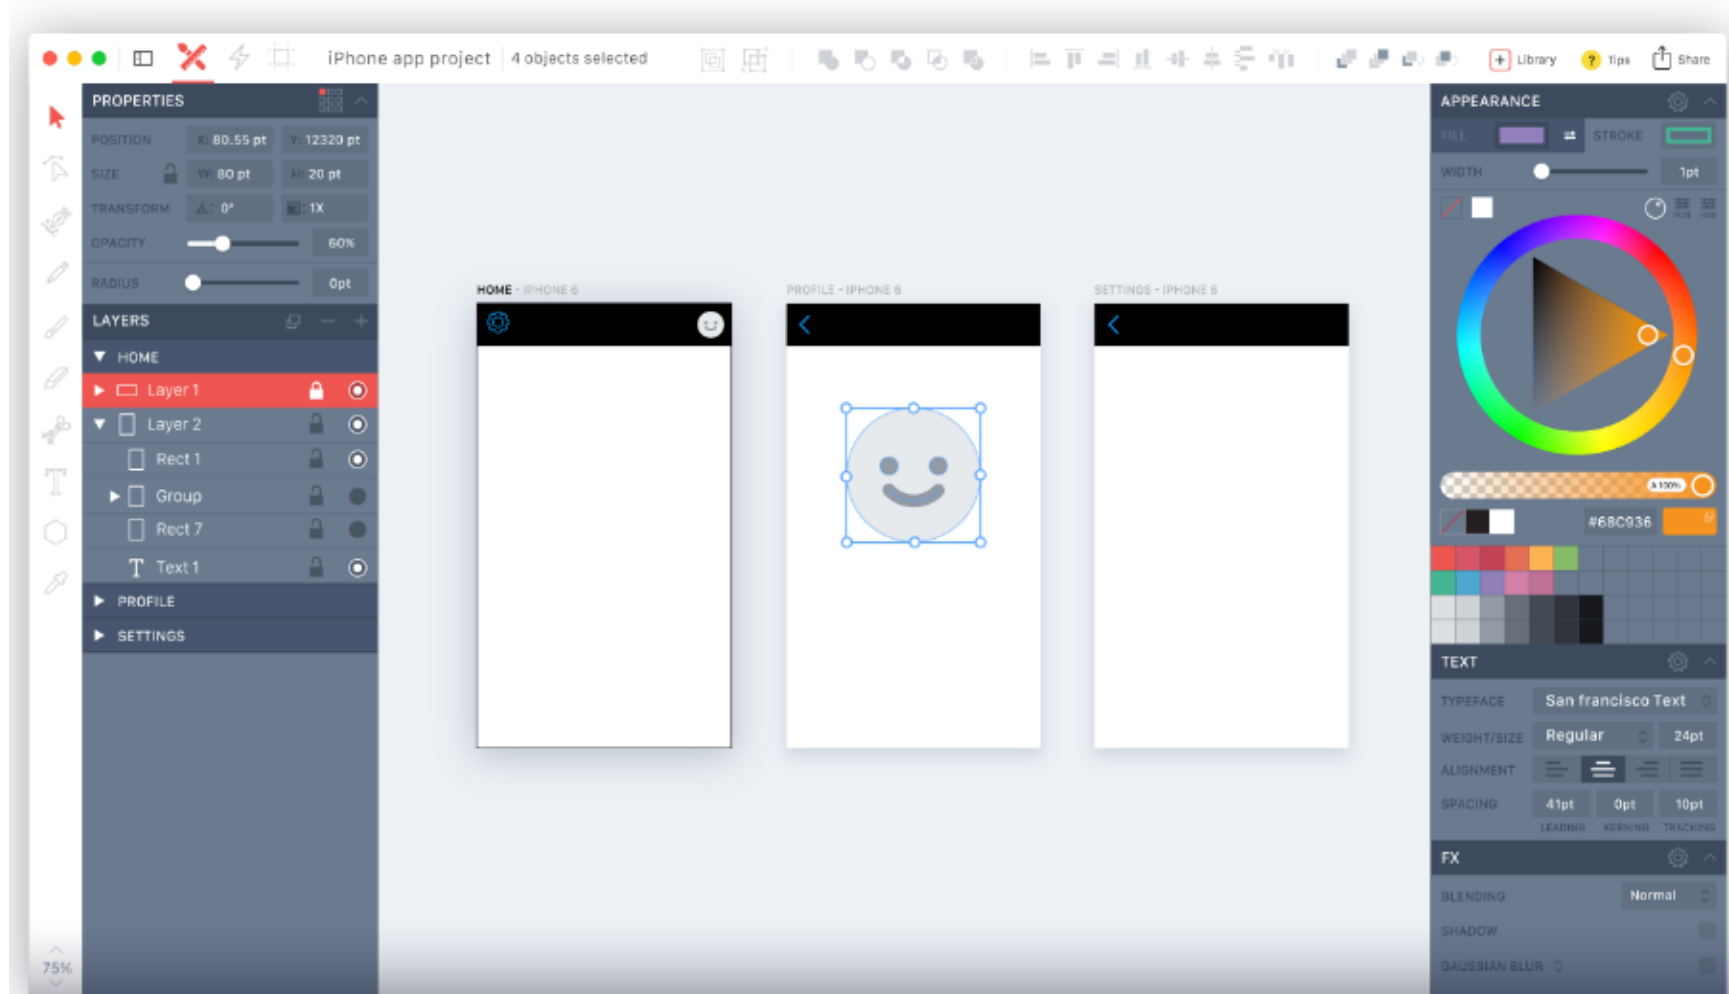 iPhone app project 4 objects selected
Library
? Tips
Share
PROPERTIES
POSITION X: 80.55 pt Y: 12320 pt
SIZE W: 80 pt H: 20 pt
TRANSFORM : 0° : 1X
OPACITY 60%
RADIUS 0pt
LAYERS
HOME
Layer 1
Layer 2
Rect 1
Group
Rect 7
T Text 1
PROFILE
SETTINGS
75%
HOME - IPHONE 6
PROFILE - IPHONE 6
SETTINGS - IPHONE 6
APPEARANCE
FILL STROKE
WIDTH 1pt
A 100%
#68C936
TEXT
TYPEFACE San francisco Text
WEIGHT/SIZE Regular 24pt
ALIGNMENT
SPACING 41pt 0pt 10pt
LEADING KERNING TRACKING
FX
BLENDING Normal
SHADOW
GAUSSIAN BLUR